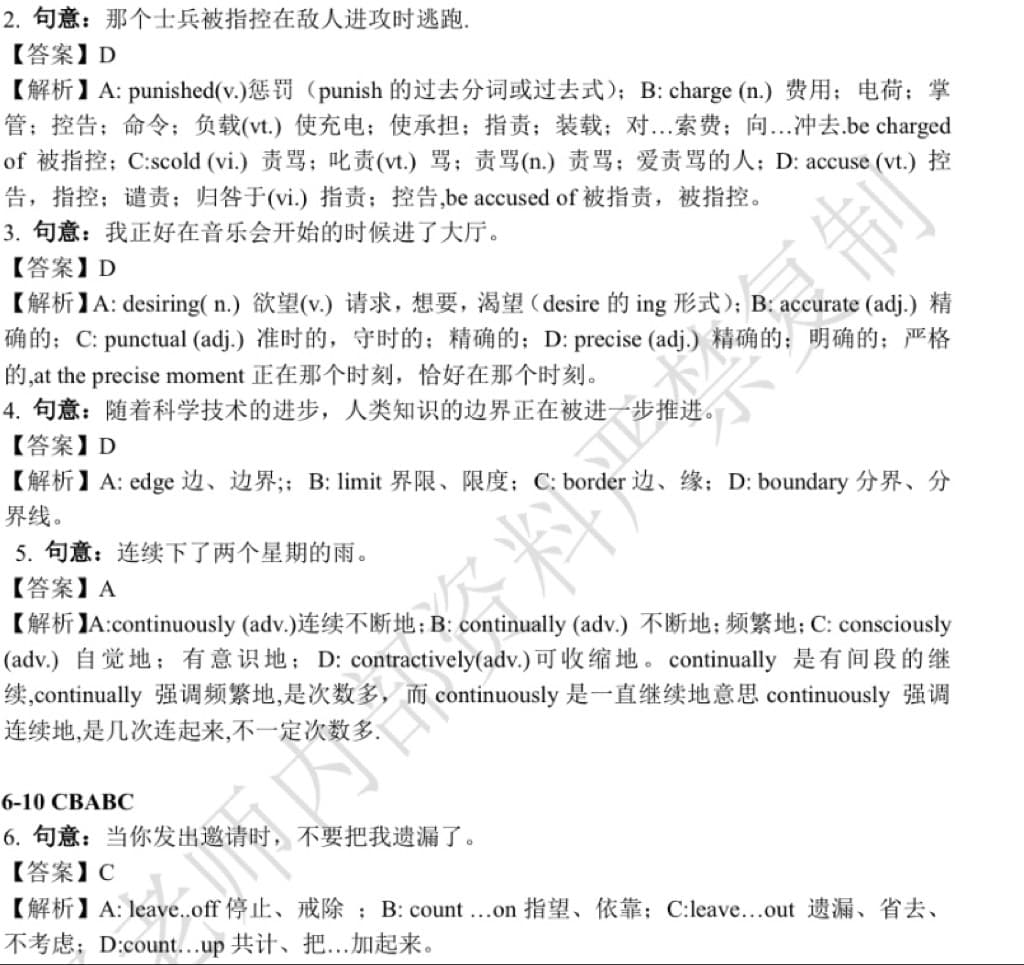 2. 句意：那个士兵被指控在敌人进攻时逃跑.
【答案】D
【解析】A: punished(v.)惩罚（punish 的过去分词或过去式）；B: charge (n.) 费用；电荷；掌
管；控告；命令；负载(vt.) 使充电；使承担；指责；装载；对…索费；向…冲去.be charged
of 被指控；C:scold (vi.) 责骂；叱责(vt.) 骂；责骂(n.) 责骂；爱责骂的人；D: accuse (vt.) 控
告，指控；谴责；归咎于(vi.) 指责；控告,be accused of 被指责，被指控。
3. 句意：我正好在音乐会开始的时候进了大厅。
【答案】D
【解析】A: desiring( n.) 欲望(v.) 请求，想要，渴望（desire 的 ing 形式）；B: accurate (adj.) 精
确的；C: punctual (adj.) 准时的，守时的；精确的；D: precise (adj.) 精确的；明确的；严格
的,at the precise moment 正在那个时刻，恰好在那个时刻。
4. 句意：随着科学技术的进步，人类知识的边界正在被进一步推进。
【答案】D
【解析】A: edge 边、边界;；B: limit 界限、限度；C: border 边、缘；D: boundary 分界、分
界线。
5. 句意：连续下了两个星期的雨。
【答案】A
【解析】A:continuously (adv.)连续不断地；B: continually (adv.) 不断地；频繁地；C: consciously
(adv.) 自觉地；有意识地；D: contractively(adv.)可收缩地。continually 是有间段的继
续,continually 强调频繁地,是次数多，而 continuously 是一直继续地意思 continuously 强调
连续地,是几次连起来,不一定次数多.
6-10 CBABC
6. 句意：当你发出邀请时，不要把我遗漏了。
【答案】C
【解析】A: leave..off 停止、戒除 ；B: count …on 指望、依靠；C:leave…out 遗漏、省去、
不考虑；D:count…up 共计、把…加起来。
老师内部资料严禁复制